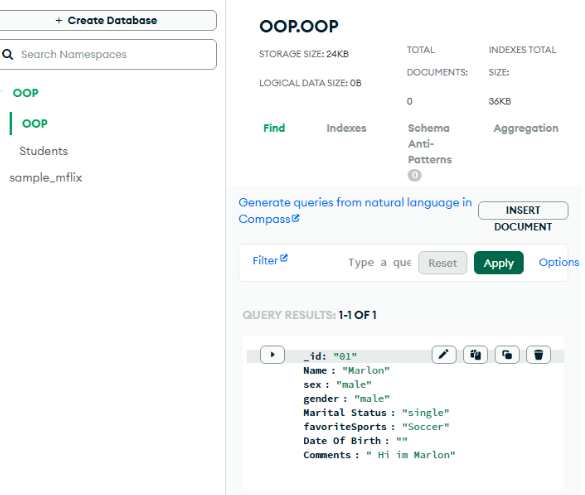 + Create Database
Search Namespaces
OOP
OOP
Students
sample_mflix
OOP.OOP
STORAGE SIZE: 24KB
LOGICAL DATA SIZE: 0B
TOTAL
DOCUMENTS:
0
INDEXES TOTAL
SIZE:
36KB
Find
Indexes
Schema
Anti-
Patterns
0
Aggregation
Generate queries from natural language in
Compass
INSERT
DOCUMENT
Filter
Type a que
Reset
Apply
Options
QUERY RESULTS: 1-1 OF 1
_id: "01"
Name : "Marlon"
sex : "male"
gender : "male"
Marital Status : "single"
favoriteSports : "Soccer"
Date Of Birth : ""
Comments : " Hi im Marlon"